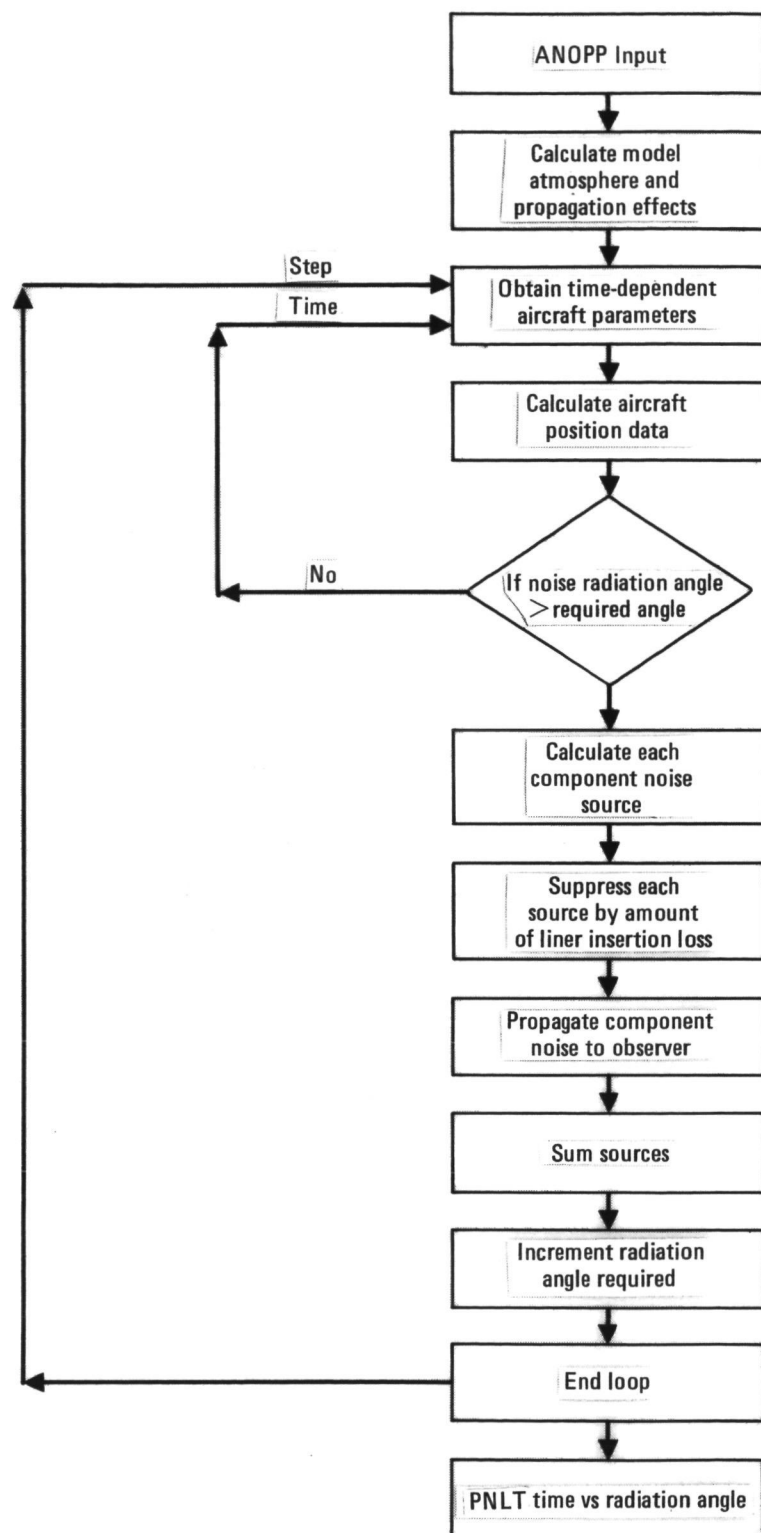 ANOPP Input
Calculate model
atmosphere and
propagation effects
Step
Time
Obtain time-dependent
aircraft parameters
Calculate aircraft
position data
No
If noise radiation angle
> required angle
Calculate each
component noise
source
Suppress each
source by amount
of liner insertion loss
Propagate component
noise to observer
Sum sources
Increment radiation
angle required
End loop
PNLT time vs radiation angle